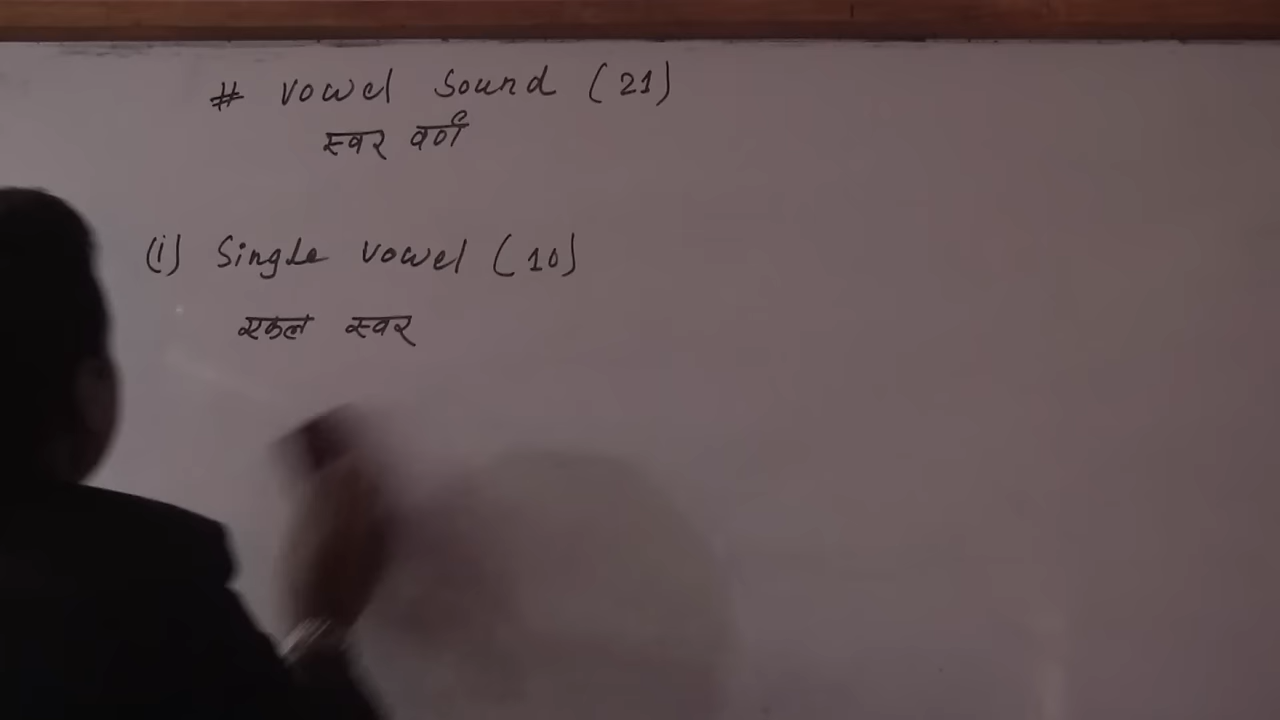 # Vowel Sound (21)
स्वर वर्ण
(i) Single Vowel (10)
एकल स्वर